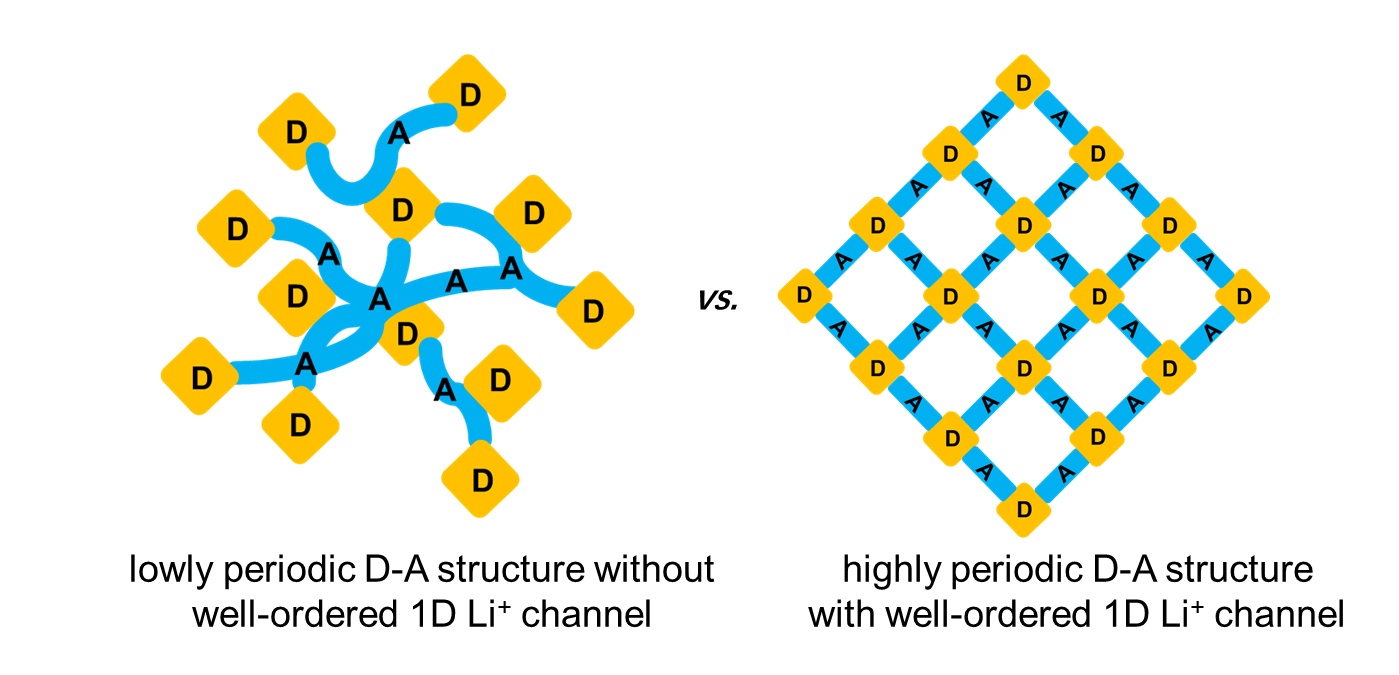 D
D
A
D
D
D
A
A
A
D
A
D
D
A
D
D
A
D
D
lowly periodic D-A structure without
well-ordered 1D Li⁺ channel
vs.
D
A A
D D
A A A A
D D D
A A A A A A
D D D D
A A A A A A
D D D
A A A A
D D
A A
D
highly periodic D-A structure
with well-ordered 1D Li⁺ channel